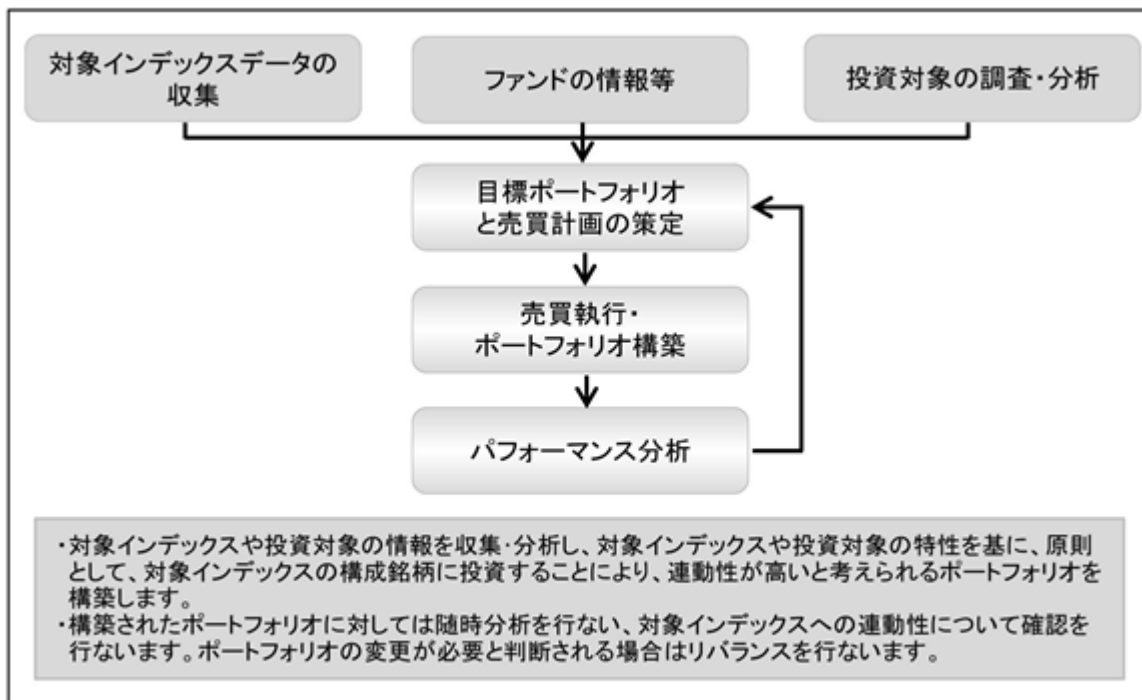 対象インデックスデータの
収集
ファンドの情報等
投資対象の調査・分析
目標ポートフォリオ
と売買計画の策定
売買執行・
ポートフォリオ構築
パフォーマンス分析
・対象インデックスや投資対象の情報を収集・分析し、対象インデックスや投資対象の特性を基に、原則
として、対象インデックスの構成銘柄に投資することにより、連動性が高いと考えられるポートフォリオを
構築します。
・構築されたポートフォリオに対しては随時分析を行ない、対象インデックスへの連動性について確認を
行ないます。ポートフォリオの変更が必要と判断される場合はリバランスを行ないます。